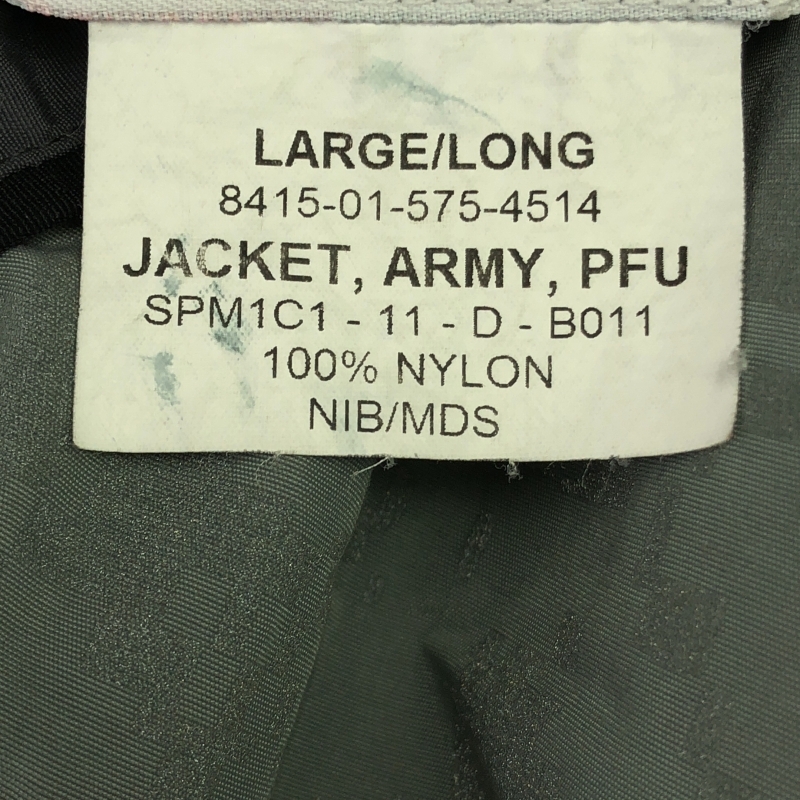 LARGE/LONG
8415-01-575-4514
JACKET, ARMY, PFU
SPM1C1 - 11 - D - B011
100% NYLON
NIB/MDS